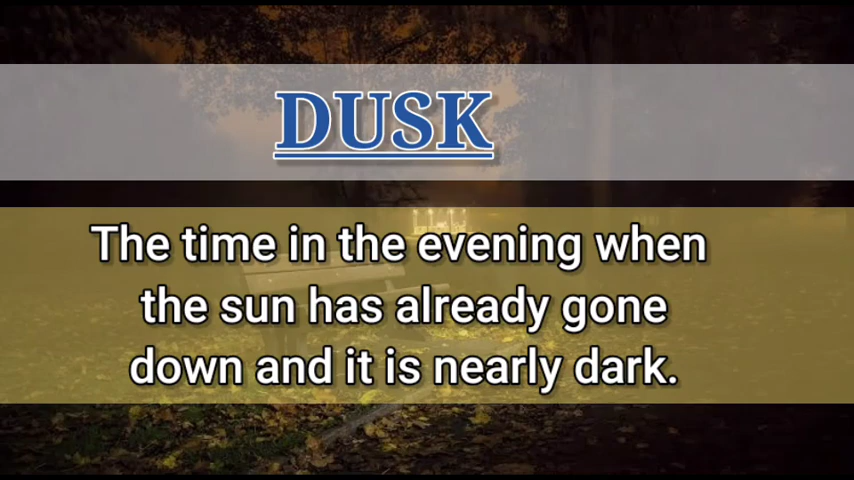 DUSK
The time in the evening when
the sun has already gone
down and it is nearly dark.